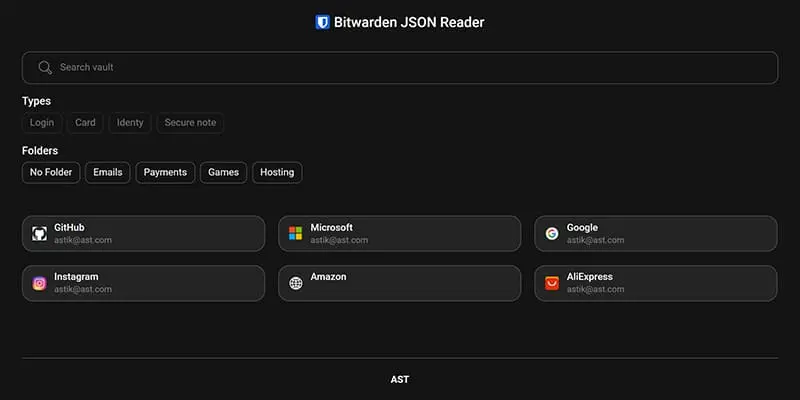 Bitwarden JSON Reader
Search vault
Types
Login Card Identy Secure note
Folders
No Folder Emails Payments Games Hosting
GitHub Microsoft Google
astik@ast.com astik@ast.com astik@ast.com
Instagram Amazon AliExpress
astik@ast.com astik@ast.com
AST